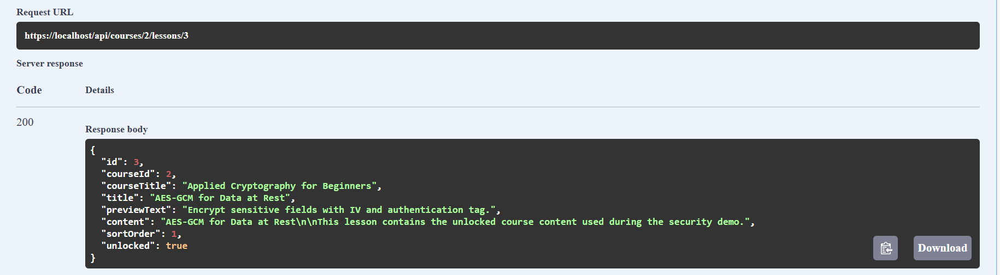 Request URL
https://localhost/api/courses/2/lessons/3
Server response
Code Details
200
Response body
{
  "id": 3,
  "courseId": 2,
  "courseTitle": "Applied Cryptography for Beginners",
  "title": "AES-GCM for Data at Rest",
  "previewText": "Encrypt sensitive fields with IV and authentication tag.",
  "content": "AES-GCM for Data at Rest\n\nThis lesson contains the unlocked course content used during the security demo.",
  "sortOrder": 1,
  "unlocked": true
}
Download